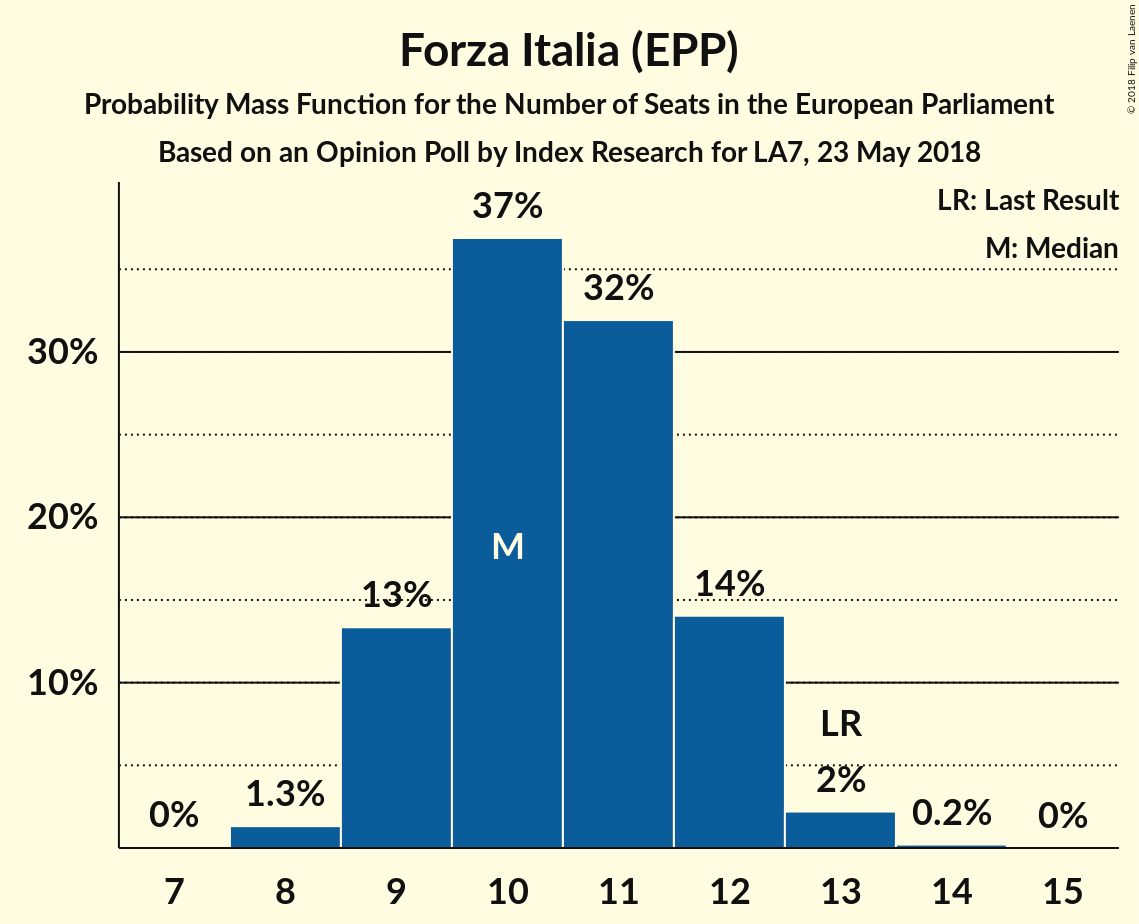 Forza Italia (EPP)
Probability Mass Function for the Number of Seats in the European Parliament
Based on an Opinion Poll by Index Research for LA7, 23 May 2018
© 2018 Filip van Laenen
LR: Last Result
M: Median
37%
32%
30%
20%
M
13%
14%
10%
LR
2%
1.3%
0%
0.2%
0%
7 8 9 10 11 12 13 14 15